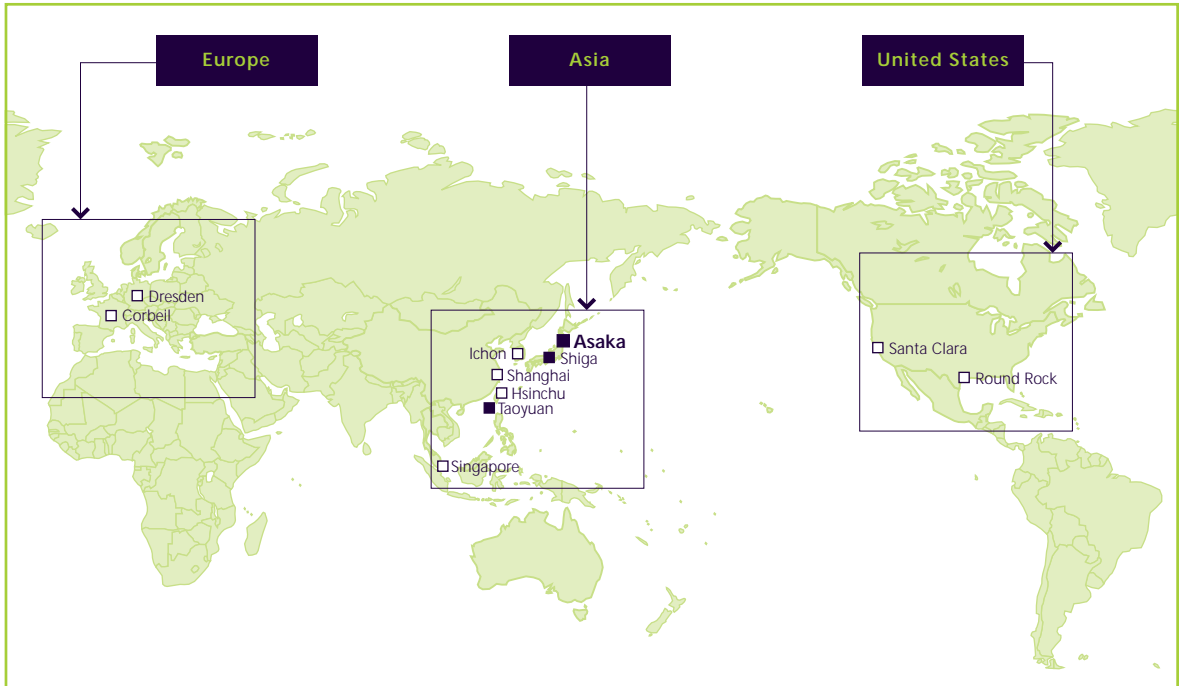 Europe
Asia
United States
Dresden
Corbeil
Asaka
Ichon
Shiga
Shanghai
Hsinchu
Taoyuan
Singapore
Santa Clara
Round Rock